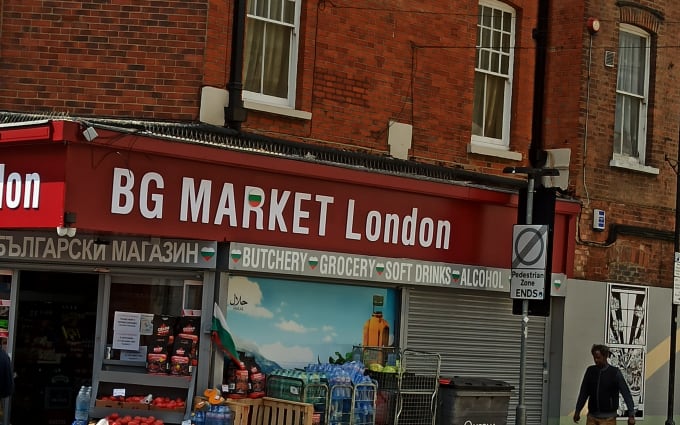 don
BG MARKET London
БЪЛГАРСКИ МАГАЗИН
BUTCHERY GROCERY SOFT DRINKS ALCOHOL
حلال
Pedestrian
Zone
ENDS